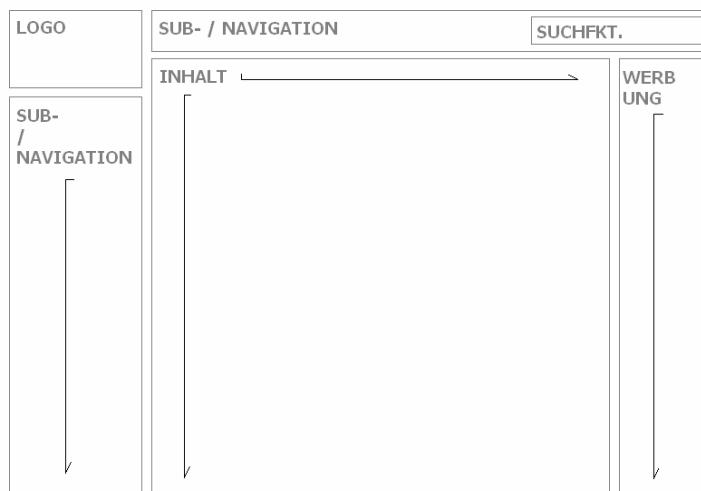 LOGO
SUB- / NAVIGATION
SUCHFKT.
SUB-
/
NAVIGATION
INHALT
WERB
UNG